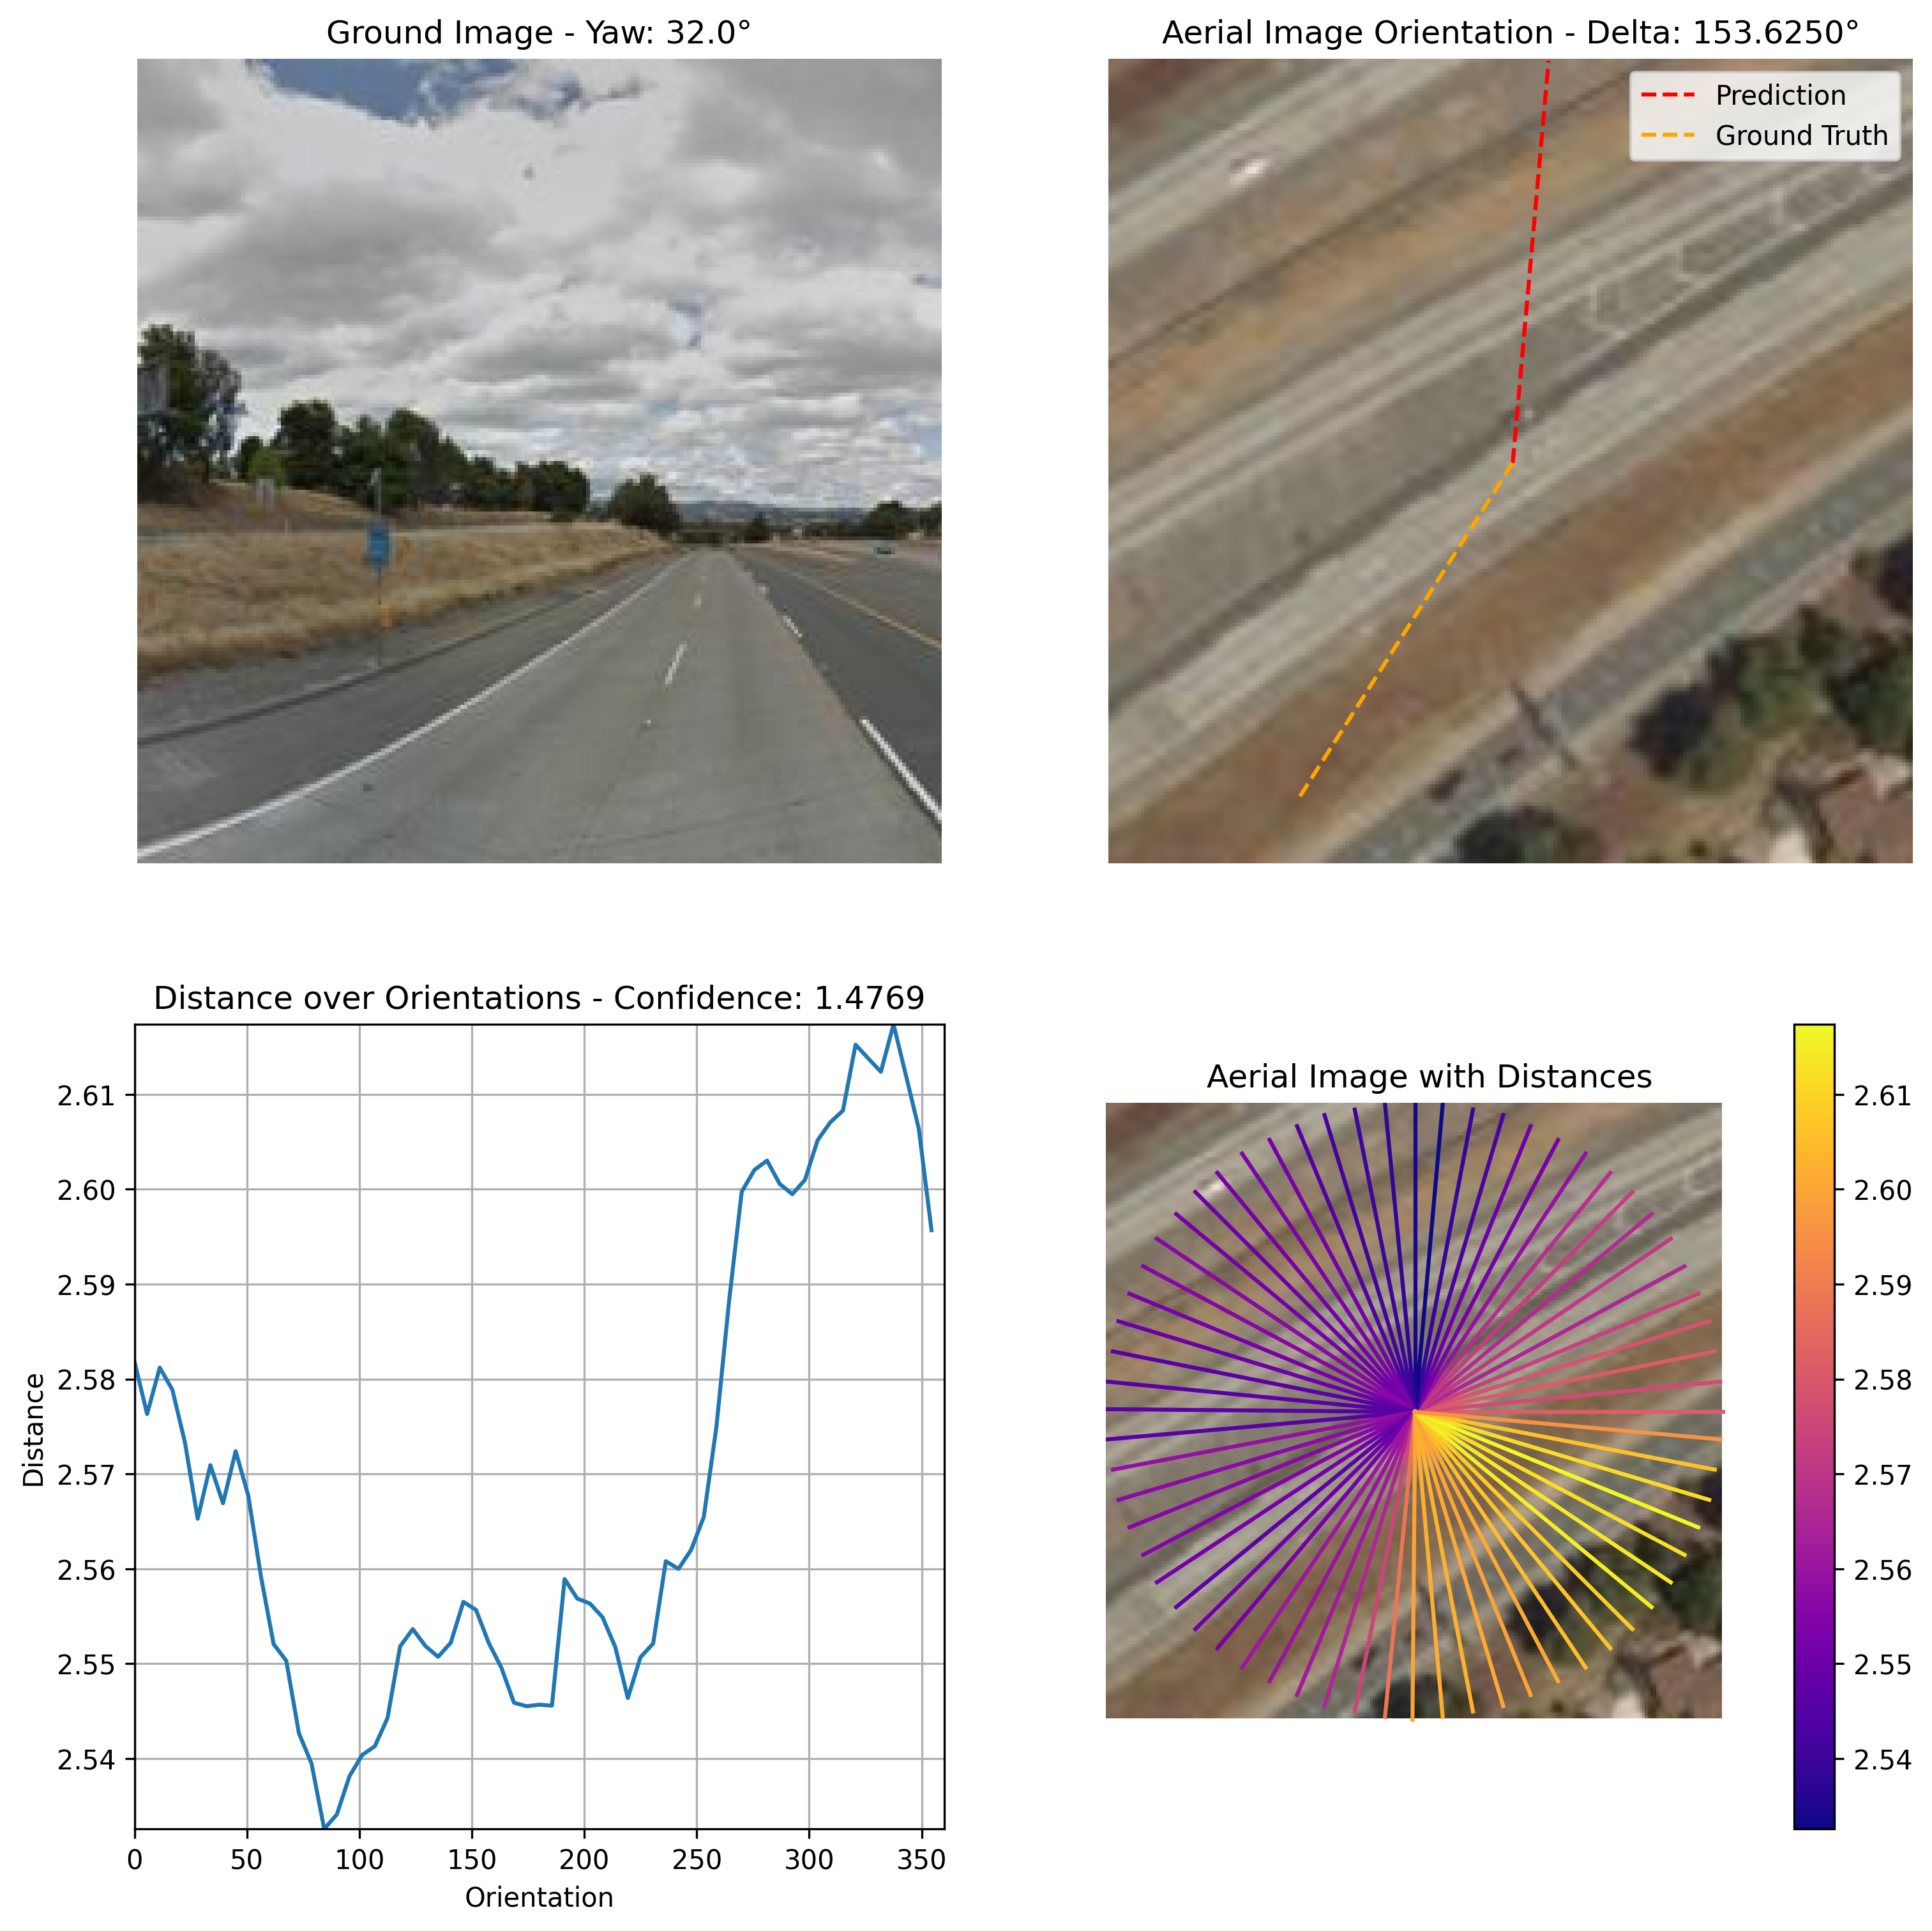 Ground Image - Yaw: 32.0°
Aerial Image Orientation - Delta: 153.6250°
Prediction
Ground Truth
Distance over Orientations - Confidence: 1.4769
2.61
2.60
2.59
2.58
2.57
2.56
2.55
2.54
Distance
0 50 100 150 200 250 300 350
Orientation
Aerial Image with Distances
2.61
2.60
2.59
2.58
2.57
2.56
2.55
2.54